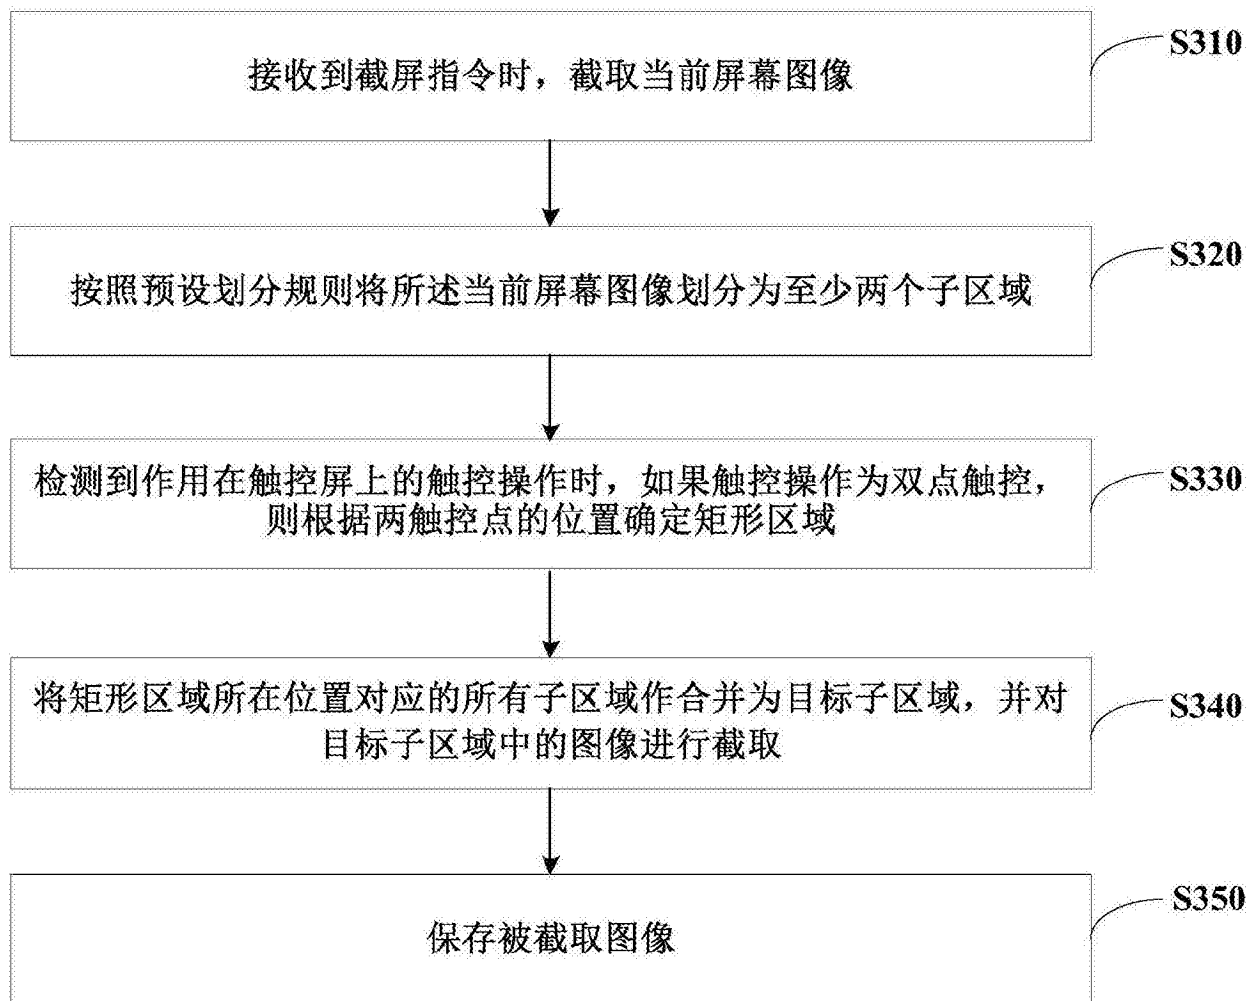 接收到截屏指令时，截取当前屏幕图像
S310
按照预设划分规则将所述当前屏幕图像划分为至少两个子区域
S320
检测到作用在触控屏上的触控操作时，如果触控操作为双点触控，
则根据两触控点的位置确定矩形区域
S330
将矩形区域所在位置对应的所有子区域作合并为目标子区域，并对
目标子区域中的图像进行截取
S340
保存被截取图像
S350